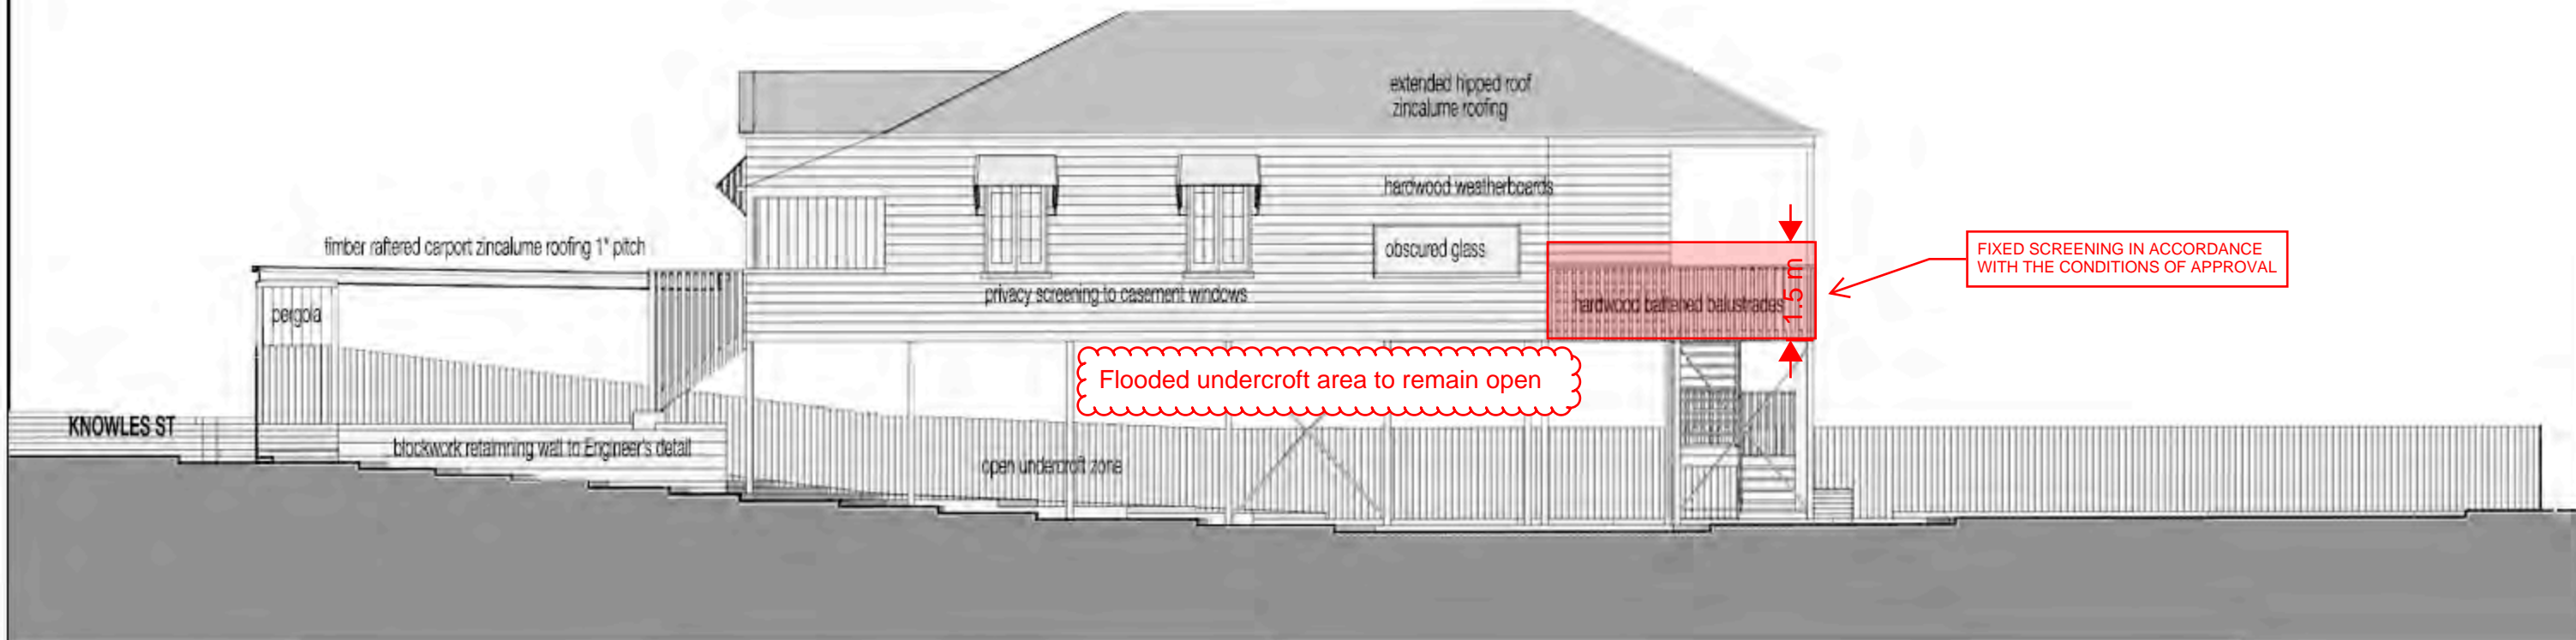 extended hipped roof
zincalume roofing
hardwood weatherboards
timber raftered carport zincalume roofing 1° pitch
obscured glass
FIXED SCREENING IN ACCORDANCE
WITH THE CONDITIONS OF APPROVAL
1.5 m
privacy screening to casement windows
hardwood battened balustrades
pergola
Flooded undercroft area to remain open
KNOWLES ST
blockwork retaimning wall to Engineer's detail
open undercroft zone